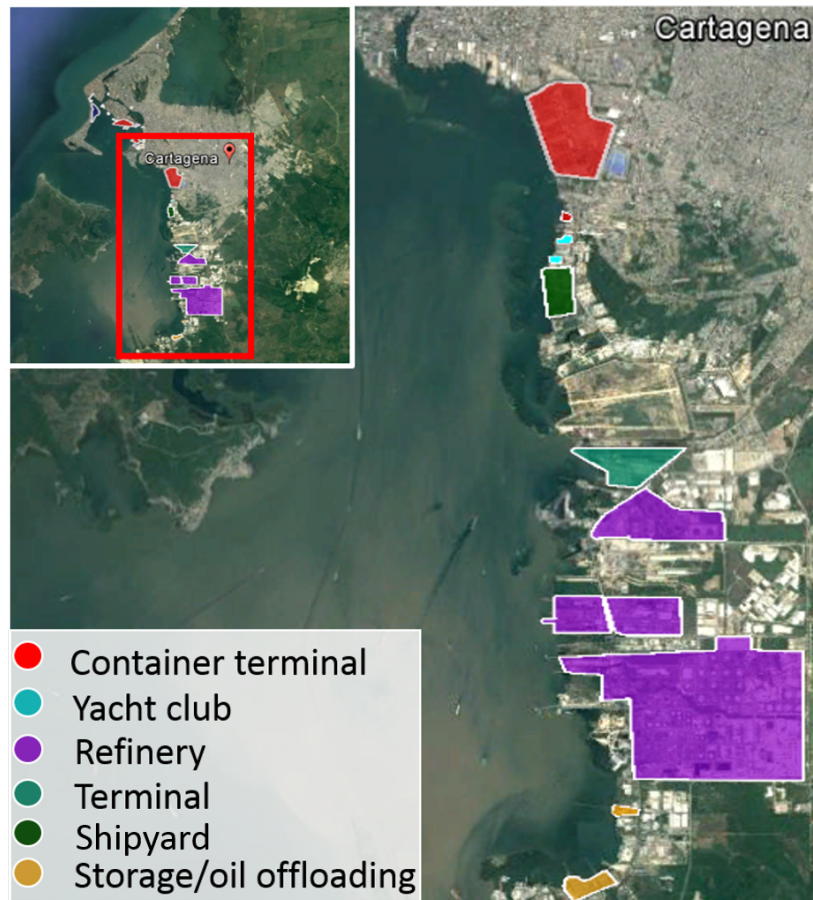 Cartagena
Cartagena
Container terminal
Yacht club
Refinery
Terminal
Shipyard
Storage/oil offloading